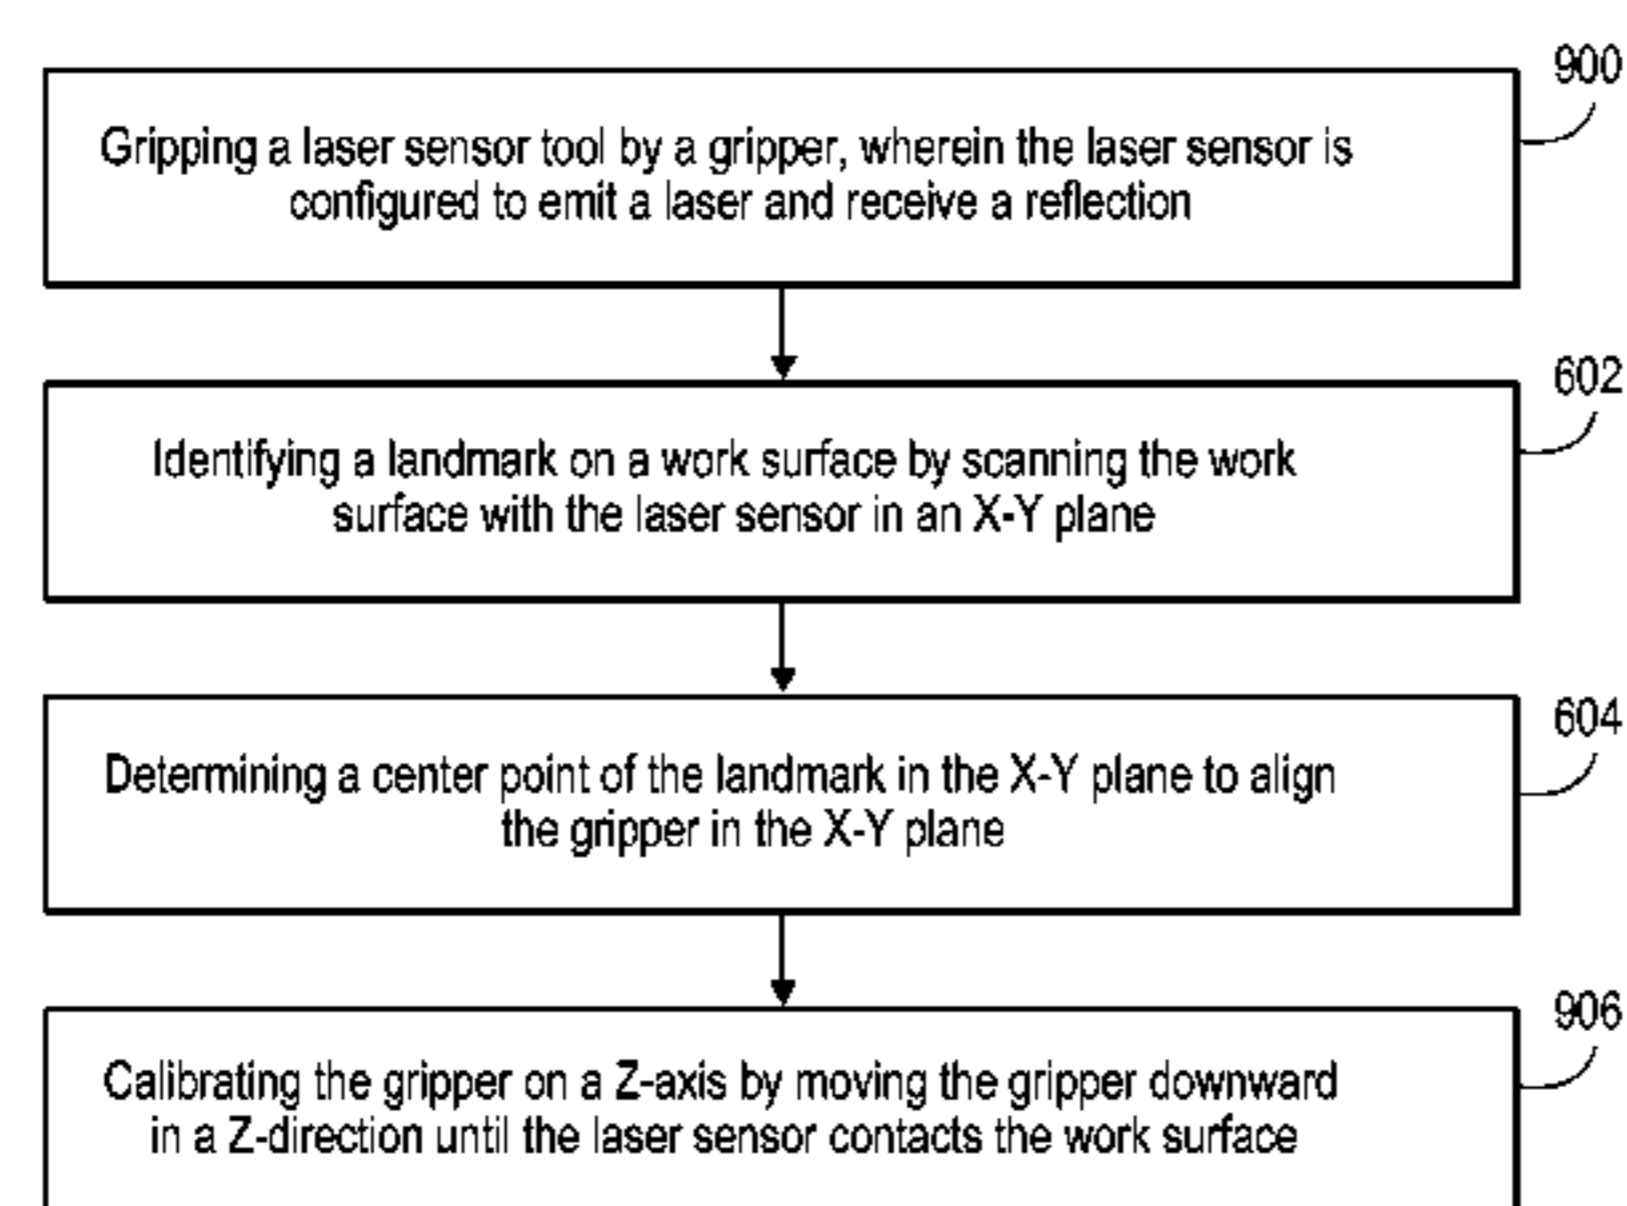 900
Gripping a laser sensor tool by a gripper, wherein the laser sensor is
configured to emit a laser and receive a reflection
602
Identifying a landmark on a work surface by scanning the work
surface with the laser sensor in an X-Y plane
604
Determining a center point of the landmark in the X-Y plane to align
the gripper in the X-Y plane
906
Calibrating the gripper on a Z-axis by moving the gripper downward
in a Z-direction until the laser sensor contacts the work surface